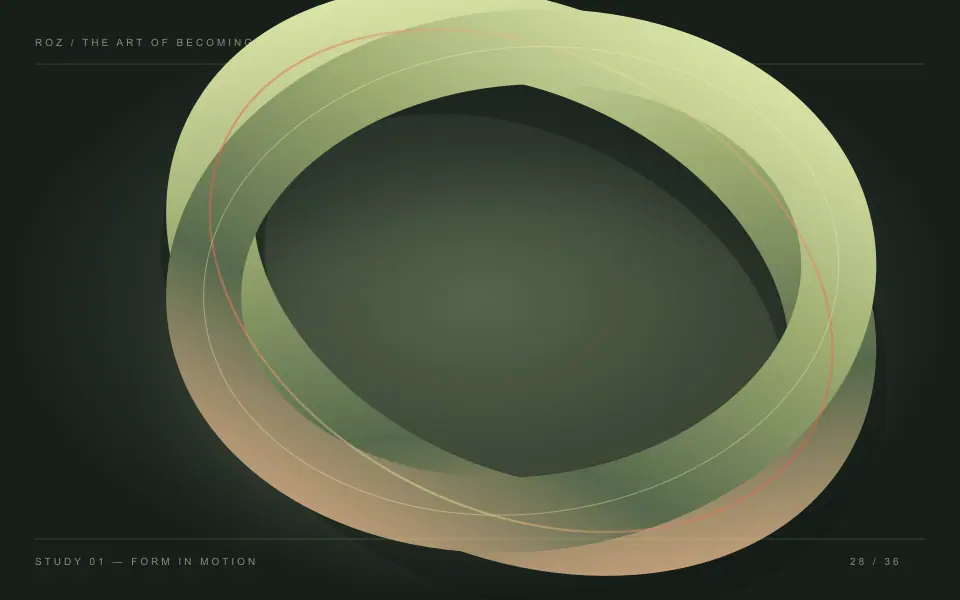 ROZ / THE ART OF BECOMING
STUDY 01 — FORM IN MOTION
28 / 36